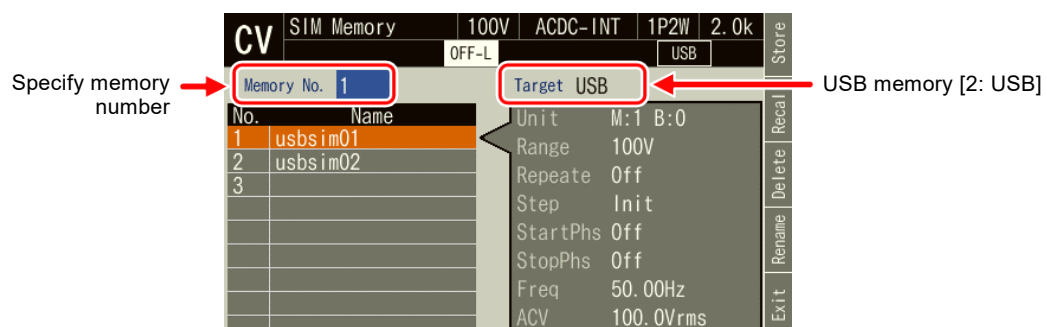 CV SIM Memory 100V ACDC-INT 1P2W 2.0k
OFF-L USB
Specify memory
number
Memory No. 1
Target USB
USB memory [2: USB]
No. Name
1 usbsim01
2 usbsim02
3
Unit M:1 B:0
Range 100V
Repeate Off
Step Init
StartPhs Off
StopPhs Off
Freq 50.00Hz
ACV 100.0Vrms
Store
Recal
Delete
Rename
Exit